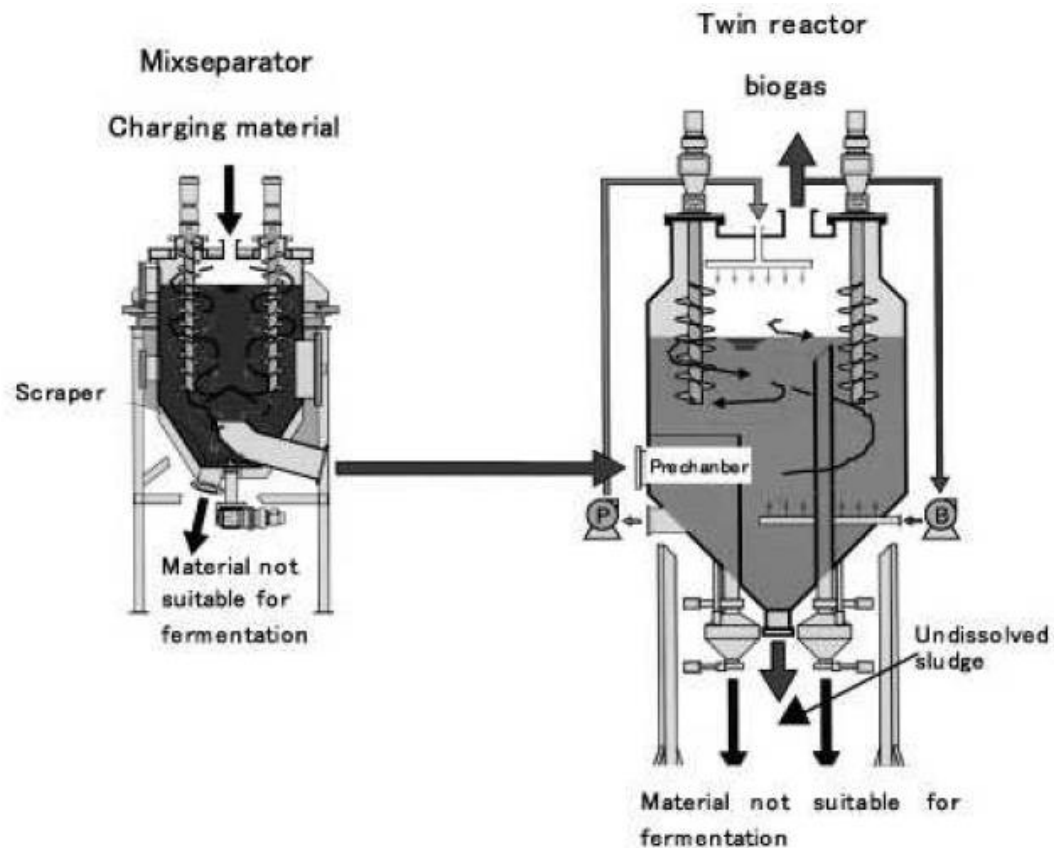 Twin reactor
Mixseparator
biogas
Charging material
Scraper
Prechanber
P
B
Material not
suitable for
fermentation
Undissolved
sludge
Material not suitable for
fermentation